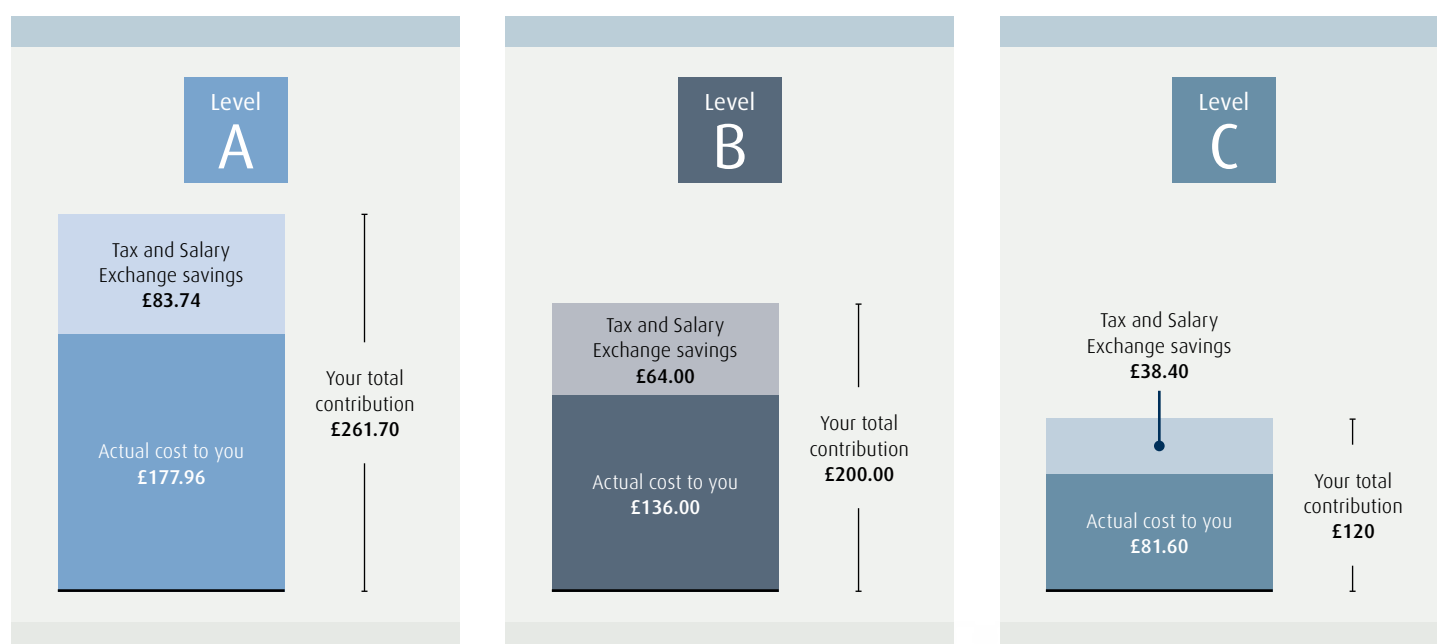 Level
A
Tax and Salary
Exchange savings
£83.74
Actual cost to you
£177.96
Your total
contribution
£261.70
Level
B
Tax and Salary
Exchange savings
£64.00
Actual cost to you
£136.00
Your total
contribution
£200.00
Level
C
Tax and Salary
Exchange savings
£38.40
Actual cost to you
£81.60
Your total
contribution
£120